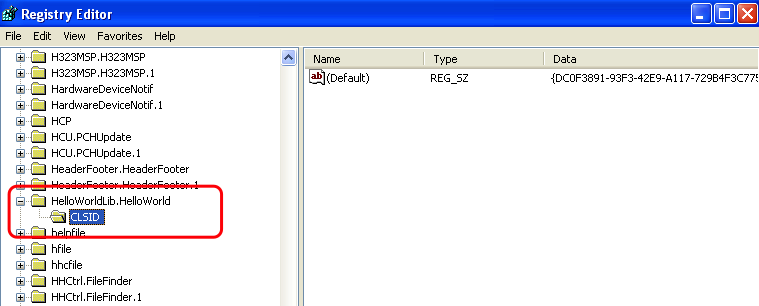 Registry Editor
File Edit View Favorites Help
H323MSP.H323MSP
H323MSP.H323MSP.1
HardwareDeviceNotif
HardwareDeviceNotif.1
HCP
HCU.PCHUpdate
HCU.PCHUpdate.1
HeaderFooter.HeaderFooter
HeaderFooter.HeaderFooter.1
HelloWorldLib.HelloWorld
CLSID
helpfile
hfile
hhcfile
HHCtrl.FileFinder
HHCtrl.FileFinder.1
Name Type Data
ab (Default) REG_SZ {DC0F3891-93F3-42E9-A117-729B4F3C775